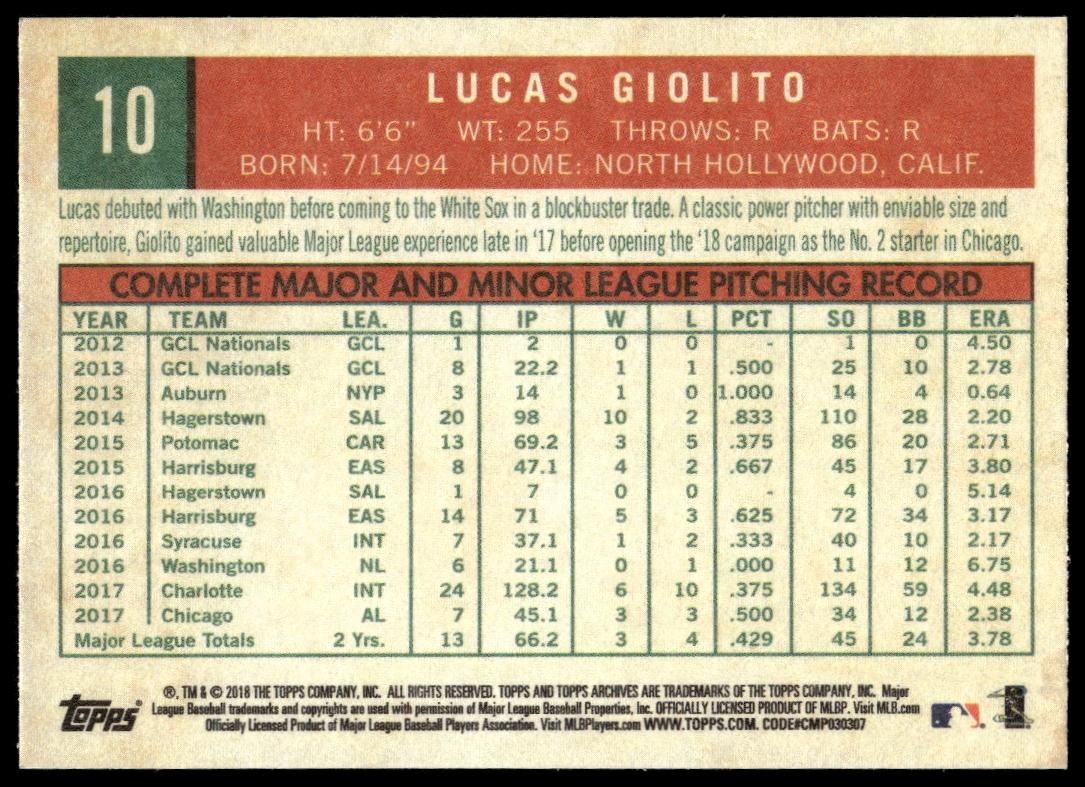 10
LUCAS GIOLITO
HT: 6'6" WT: 255 THROWS: R BATS: R
BORN: 7/14/94 HOME: NORTH HOLLYWOOD, CALIF.
Lucas debuted with Washington before coming to the White Sox in a blockbuster trade. A classic power pitcher with enviable size and
repertoire, Giolito gained valuable Major League experience late in '17 before opening the '18 campaign as the No. 2 starter in Chicago.
COMPLETE MAJOR AND MINOR LEAGUE PITCHING RECORD
YEAR TEAM LEA. G IP W L PCT SO BB ERA
2012 GCL Nationals GCL 1 2 0 0 - 1 0 4.50
2013 GCL Nationals GCL 8 22.2 1 1 .500 25 10 2.78
2013 Auburn NYP 3 14 1 0 1.000 14 4 0.64
2014 Hagerstown SAL 20 98 10 2 .833 110 28 2.20
2015 Potomac CAR 13 69.2 3 5 .375 86 20 2.71
2015 Harrisburg EAS 8 47.1 4 2 .667 45 17 3.80
2016 Hagerstown SAL 1 7 0 0 - 4 0 5.14
2016 Harrisburg EAS 14 71 5 3 .625 72 34 3.17
2016 Syracuse INT 7 37.1 1 2 .333 40 10 2.17
2016 Washington NL 6 21.1 0 1 .000 11 12 6.75
2017 Charlotte INT 24 128.2 6 10 .375 134 59 4.48
2017 Chicago AL 7 45.1 3 3 .500 34 12 2.38
Major League Totals 2 Yrs. 13 66.2 3 4 .429 45 24 3.78
topps
®, TM & © 2018 THE TOPPS COMPANY, INC. ALL RIGHTS RESERVED. TOPPS AND TOPPS ARCHIVES ARE TRADEMARKS OF THE TOPPS COMPANY, INC. Major
League Baseball trademarks and copyrights are used with permission of Major League Baseball Properties, Inc. OFFICIALLY LICENSED PRODUCT OF MLBP. Visit MLB.com
Officially Licensed Product of Major League Baseball Players Association. Visit MLBPlayers.com WWW.TOPPS.COM. CODE#CMP030307